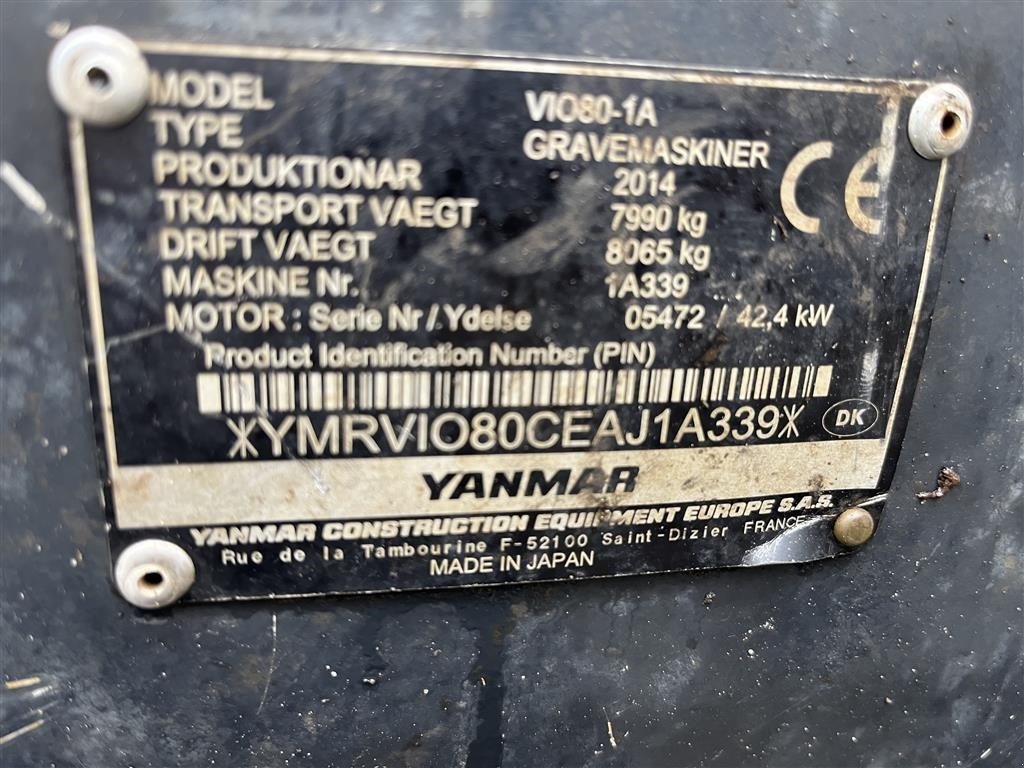 MODEL VIO80-1A
TYPE GRAVEMASKINER
PRODUKTIONAR 2014
TRANSPORT VAEGT 7990 kg
DRIFT VAEGT 8065 kg
MASKINE Nr. 1A339
MOTOR : Serie Nr / Ydelse 05472 / 42,4 kW
CE
Product Identification Number (PIN)
*YMRVIO80CEAJ1A339*
DK
YANMAR
YANMAR CONSTRUCTION EQUIPMENT EUROPE S.A.S.
Rue de la Tambourine F-52100 Saint-Dizier FRANCE
MADE IN JAPAN